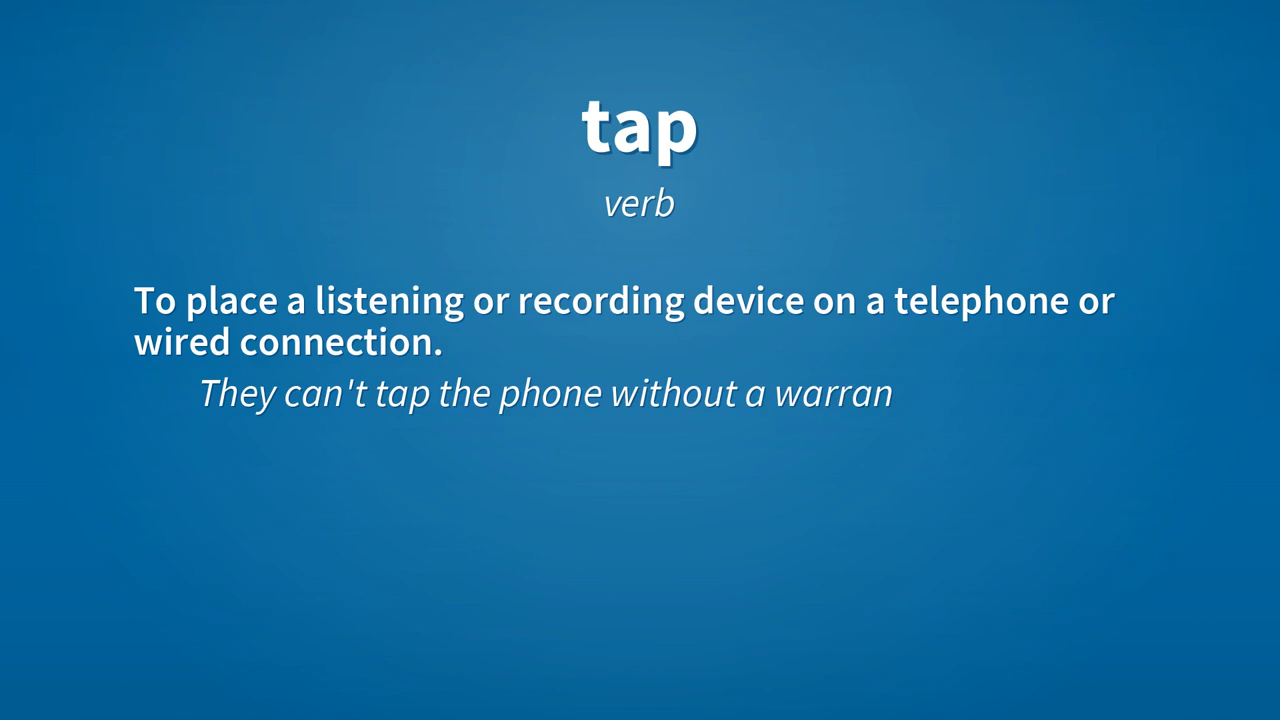 tap
verb
To place a listening or recording device on a telephone or
wired connection.
They can't tap the phone without a warran